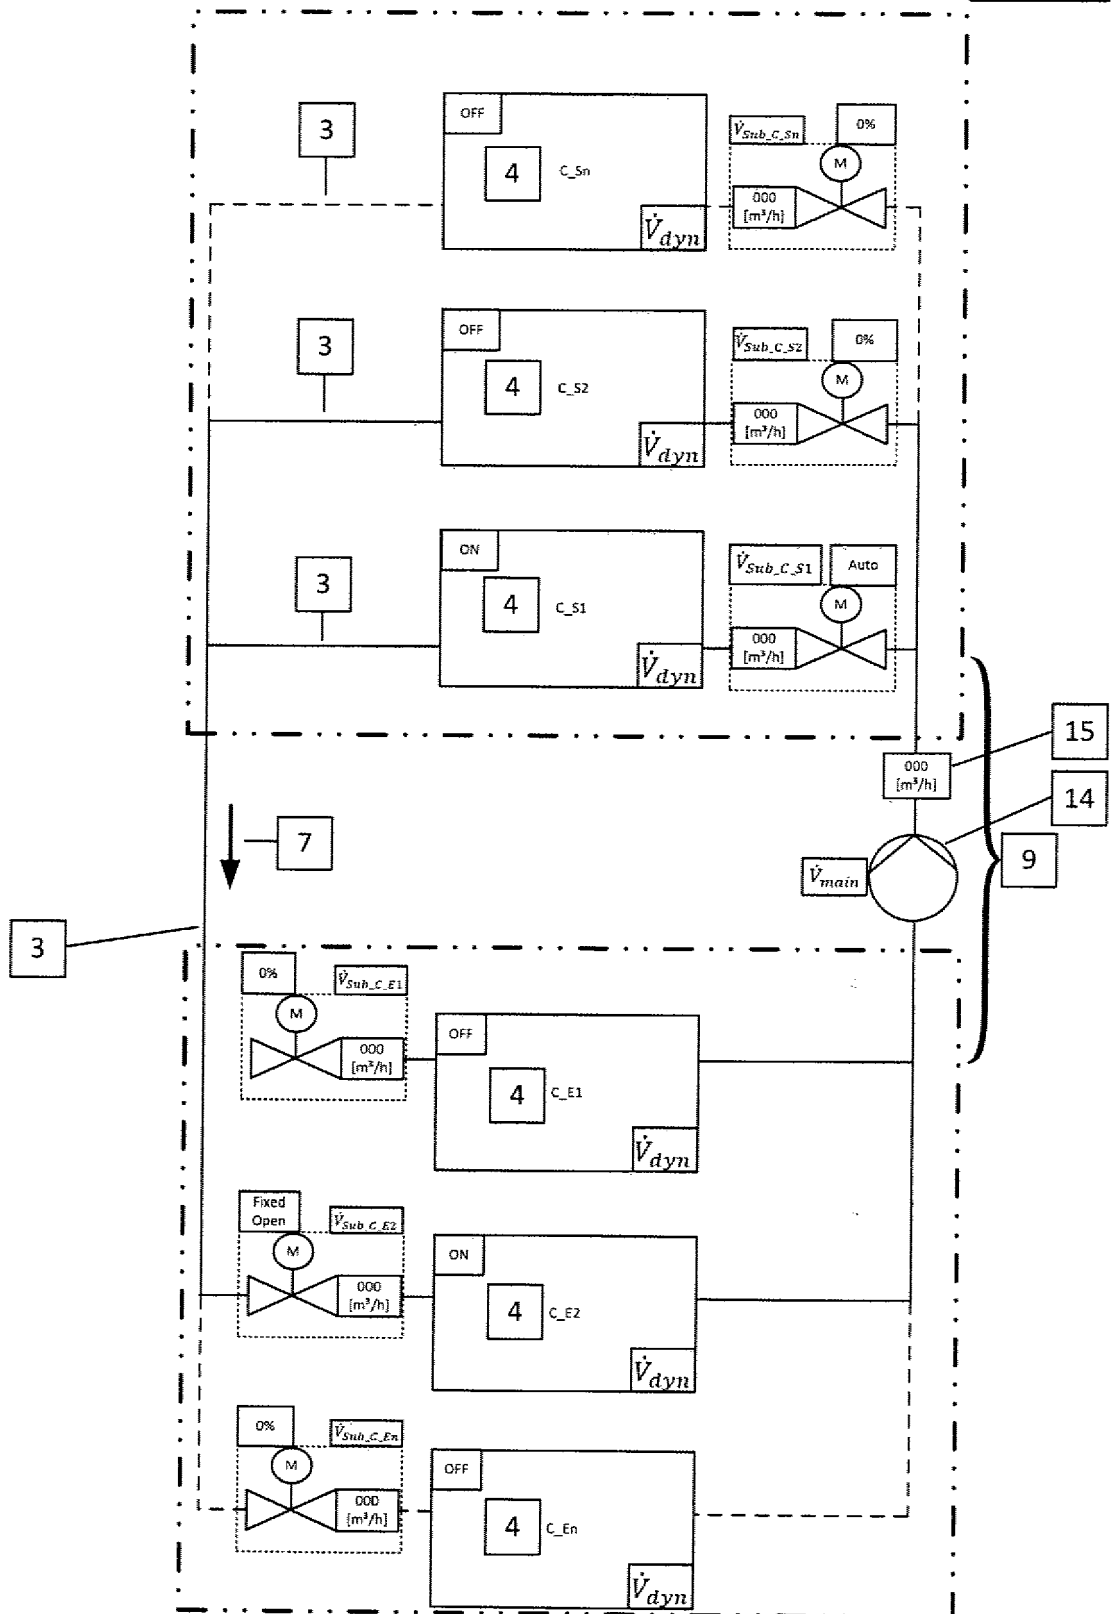 OFF
V̇Sub_C_Sn
0%
3
M
4
C_Sn
000
[m³/h]
V̇dyn
OFF
V̇Sub_C_S2
0%
3
M
4
C_S2
000
[m³/h]
V̇dyn
ON
V̇Sub_C_S1
Auto
3
M
4
C_S1
000
[m³/h]
V̇dyn
15
000
[m³/h]
14
7
9
V̇main
3
0%
V̇Sub_C_E1
M
OFF
000
[m³/h]
4
C_E1
V̇dyn
Fixed
Open
V̇Sub_C_E2
M
ON
000
[m³/h]
4
C_E2
V̇dyn
0%
V̇Sub_C_En
M
OFF
000
[m³/h]
4
C_En
V̇dyn